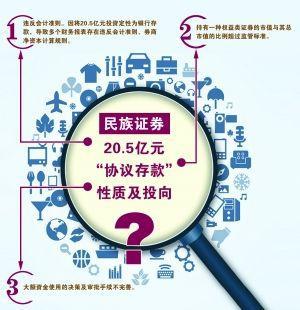 1
违反会计准则。因将20.5亿元投资定性为银行存
款，导致多个财务报表存在违反会计准则、券商
净资本计算规则。
2
持有一种权益类证券的市值与其总
市值的比例超过监管标准。
民族证券
20.5亿元
“协议存款”
性质及投向
?
3
大额资金使用的决策及审批手续不完善。